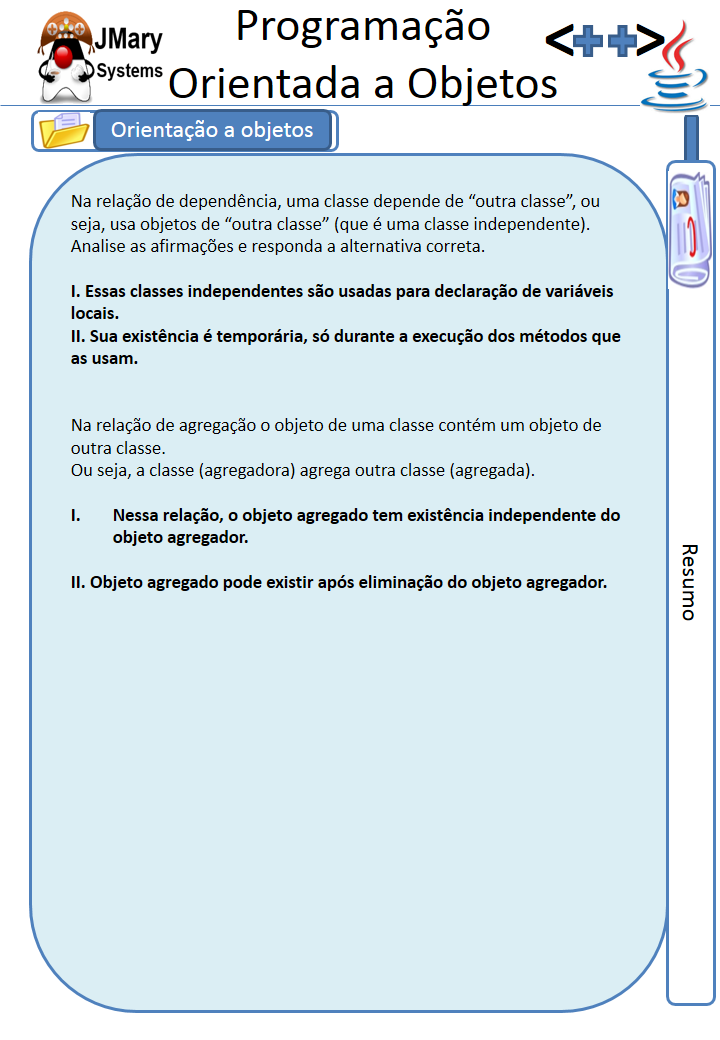 JMary
Systems
Programação
Orientada a Objetos
<++>
Orientação a objetos
Na relação de dependência, uma classe depende de “outra classe”, ou
seja, usa objetos de “outra classe” (que é uma classe independente).
Analise as afirmações e responda a alternativa correta.
I. Essas classes independentes são usadas para declaração de variáveis
locais.
II. Sua existência é temporária, só durante a execução dos métodos que
as usam.
Na relação de agregação o objeto de uma classe contém um objeto de
outra classe.
Ou seja, a classe (agregadora) agrega outra classe (agregada).
I. Nessa relação, o objeto agregado tem existência independente do
objeto agregador.
II. Objeto agregado pode existir após eliminação do objeto agregador.
Resumo